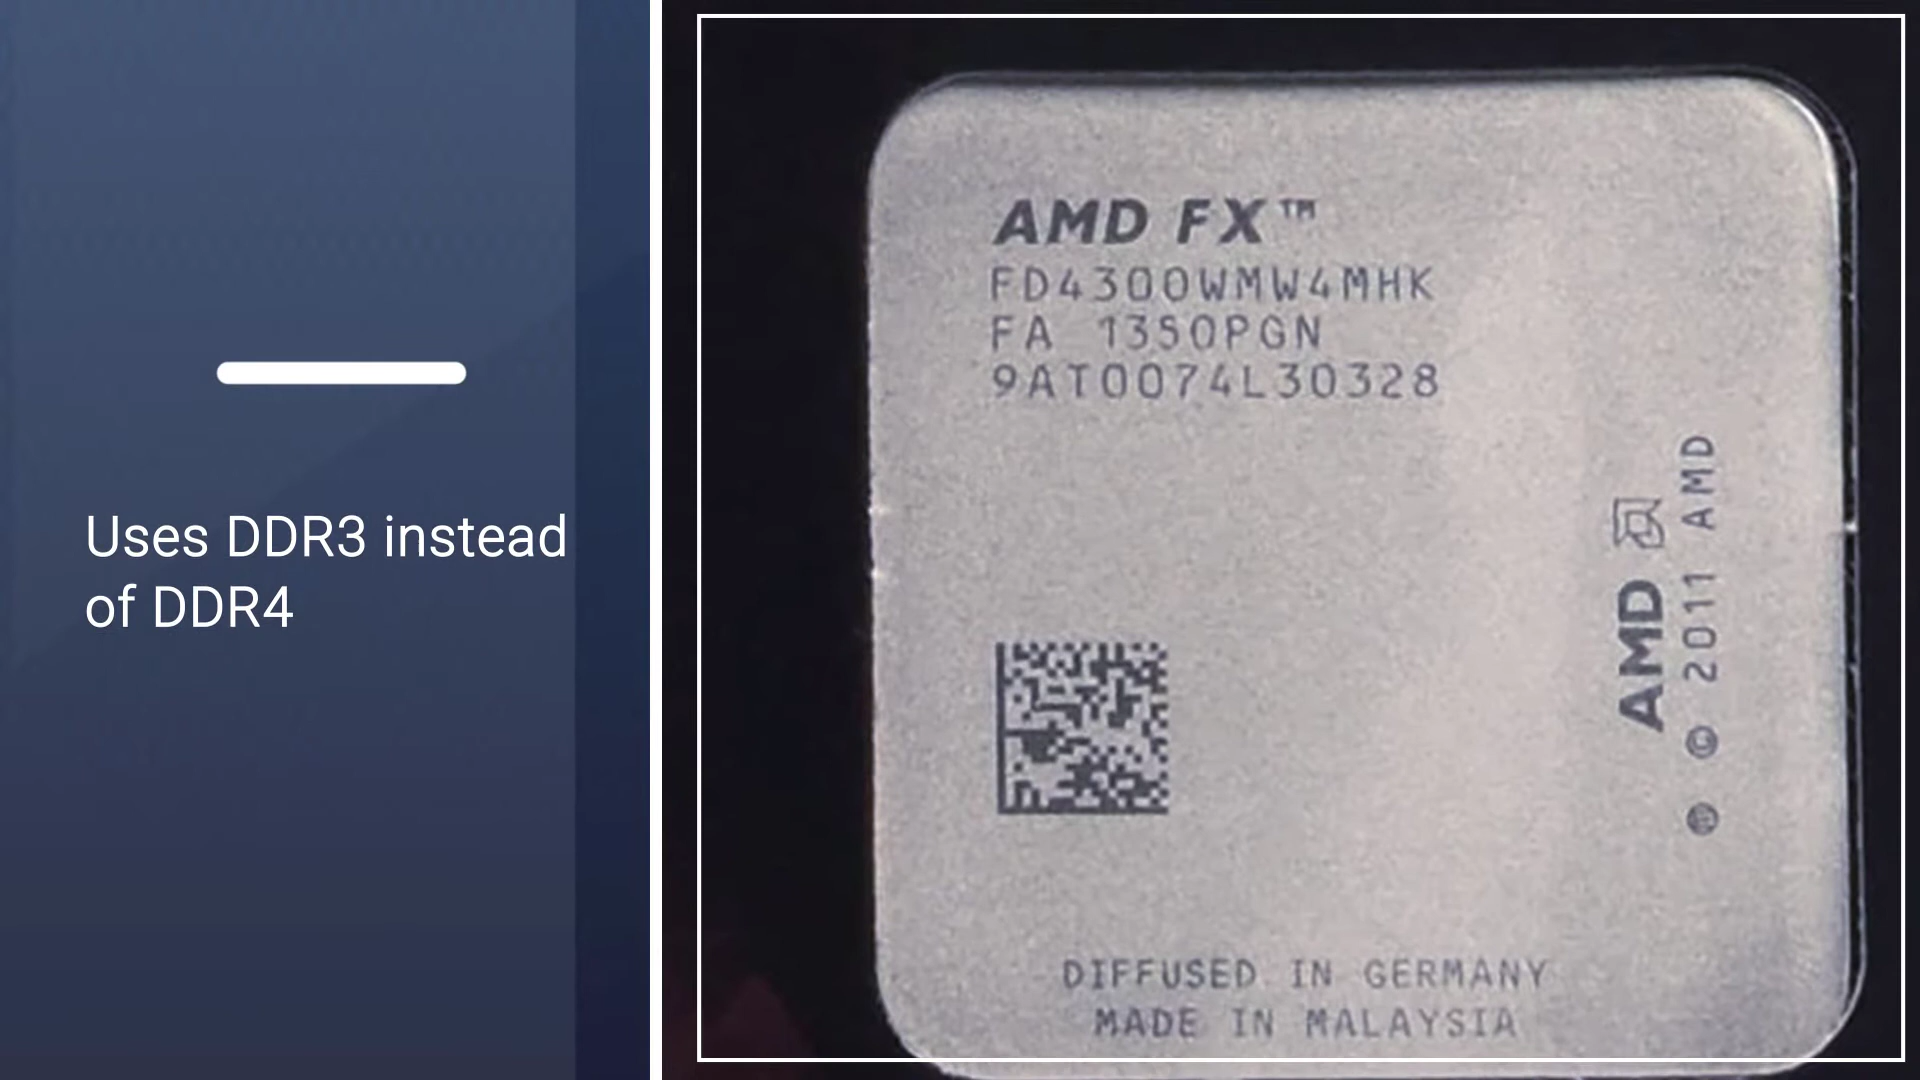 Uses DDR3 instead
of DDR4
AMD FX™
FD4300WMW4MHK
FA 1350PGN
9AT0074L30328
AMD
® © 2011 AMD
DIFFUSED IN GERMANY
MADE IN MALAYSIA